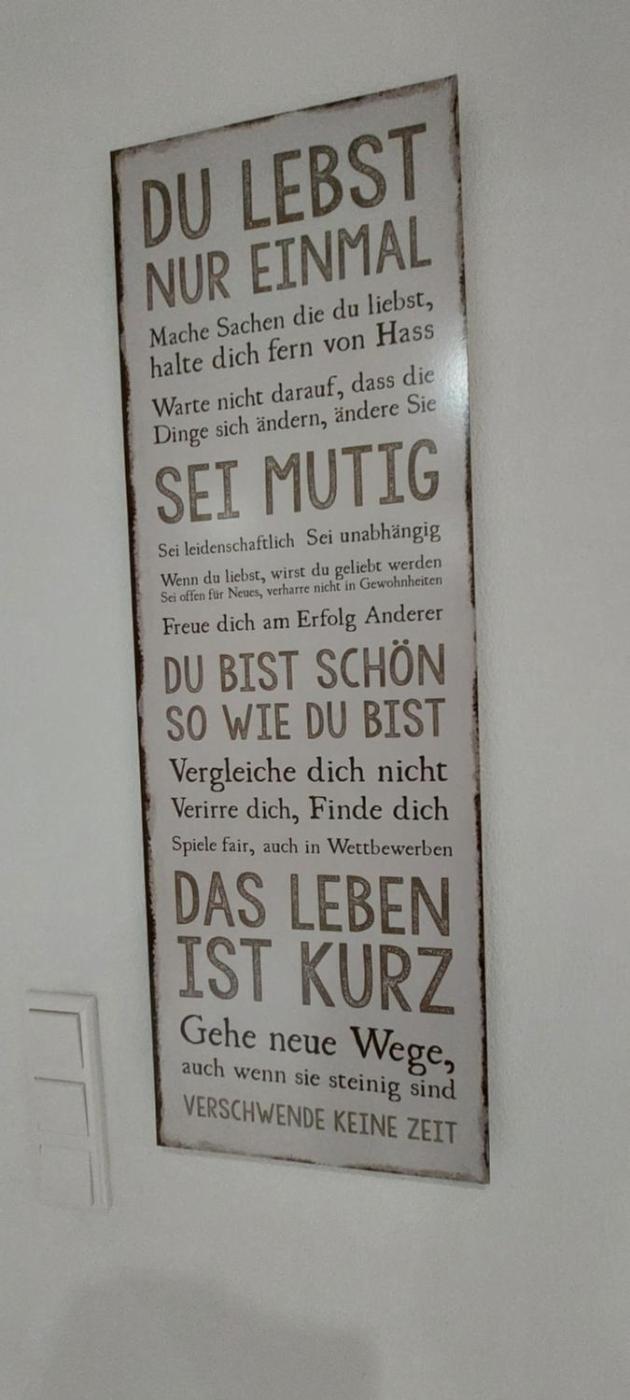 DU LEBST
NUR EINMAL
Mache Sachen die du liebst,
halte dich fern von Hass
Warte nicht darauf, dass die
Dinge sich ändern, ändere Sie
SEI MUTIG
Sei leidenschaftlich Sei unabhängig
Wenn du liebst, wirst du geliebt werden
Sei offen für Neues, verharre nicht in Gewohnheiten
Freue dich am Erfolg Anderer
DU BIST SCHÖN
SO WIE DU BIST
Vergleiche dich nicht
Verirre dich, Finde dich
Spiele fair, auch in Wettbewerben
DAS LEBEN
IST KURZ
Gehe neue Wege,
auch wenn sie steinig sind
VERSCHWENDE KEINE ZEIT